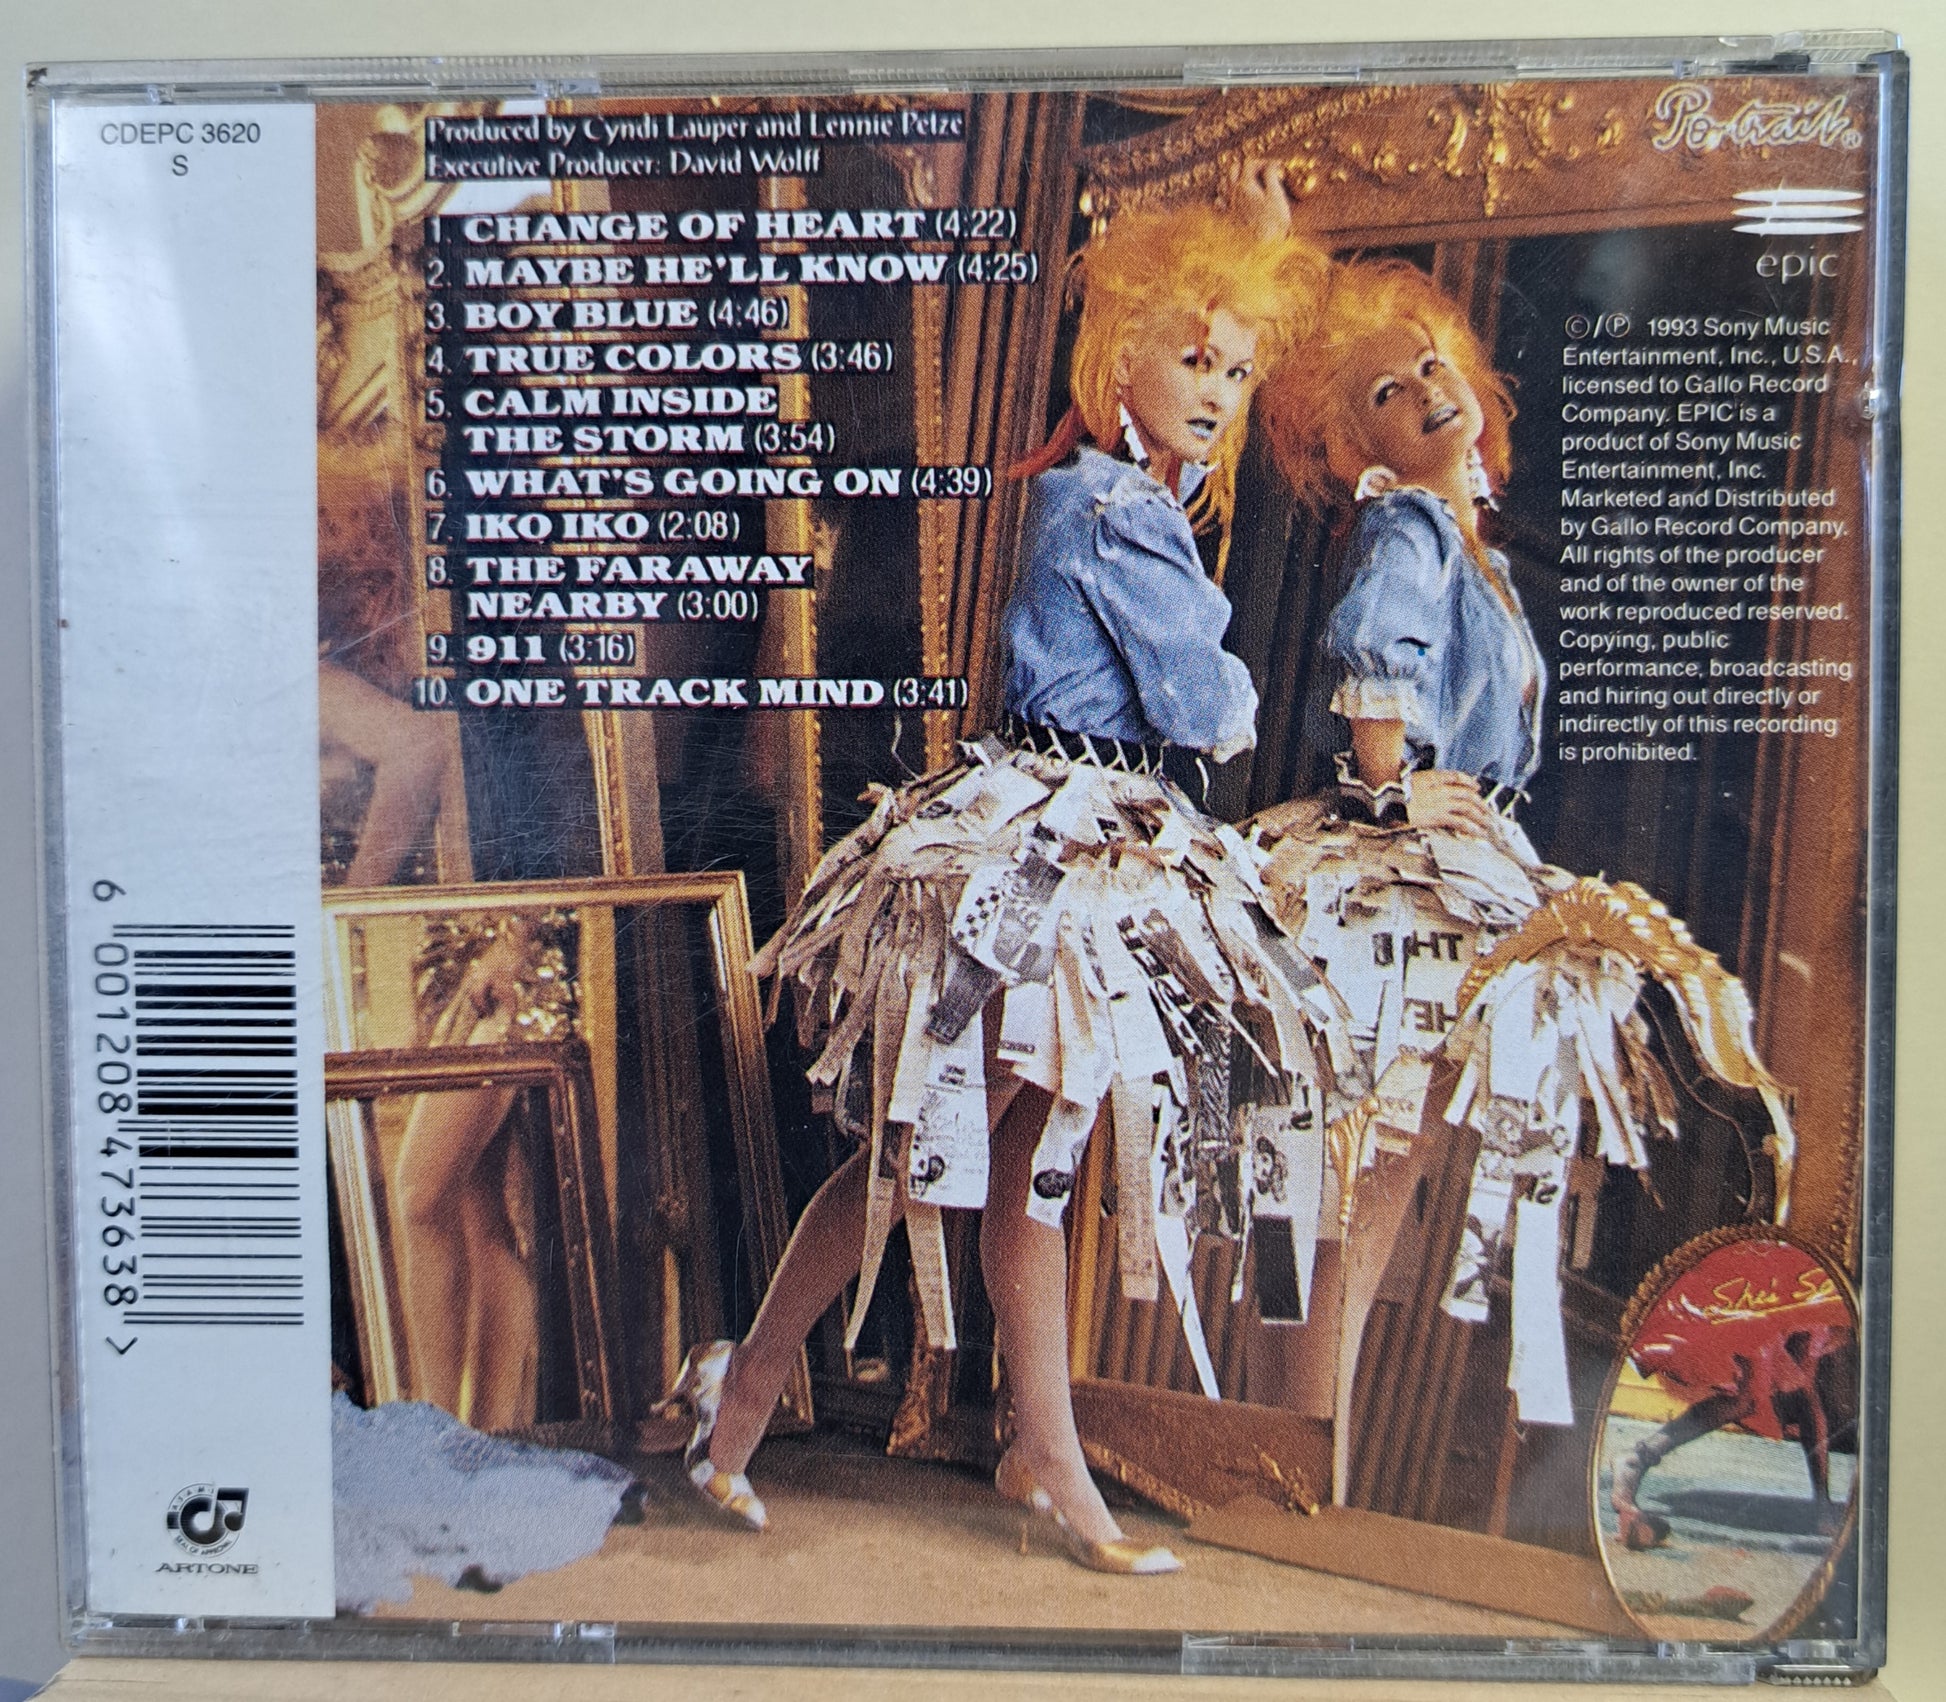 CDEPC 3620
S
Produced by Cyndi Lauper and Lennie Petze
Executive Producer: David Wolff
1. CHANGE OF HEART (4:22)
2. MAYBE HE'LL KNOW (4:25)
3. BOY BLUE (4:46)
4. TRUE COLORS (3:46)
5. CALM INSIDE
THE STORM (3:54)
6. WHAT'S GOING ON (4:39)
7. IKO IKO (2:08)
8. THE FARAWAY
NEARBY (3:00)
9. 911 (3:16)
10. ONE TRACK MIND (3:41)
Portrait®
epic
©/℗ 1993 Sony Music
Entertainment, Inc., U.S.A.,
licensed to Gallo Record
Company. EPIC is a
product of Sony Music
Entertainment, Inc.
Marketed and Distributed
by Gallo Record Company.
All rights of the producer
and of the owner of the
work reproduced reserved.
Copying, public
performance, broadcasting
and hiring out directly or
indirectly of this recording
is prohibited.
6 001208 473638 >
SEAL OF APPROVAL
ARTONE
She's So